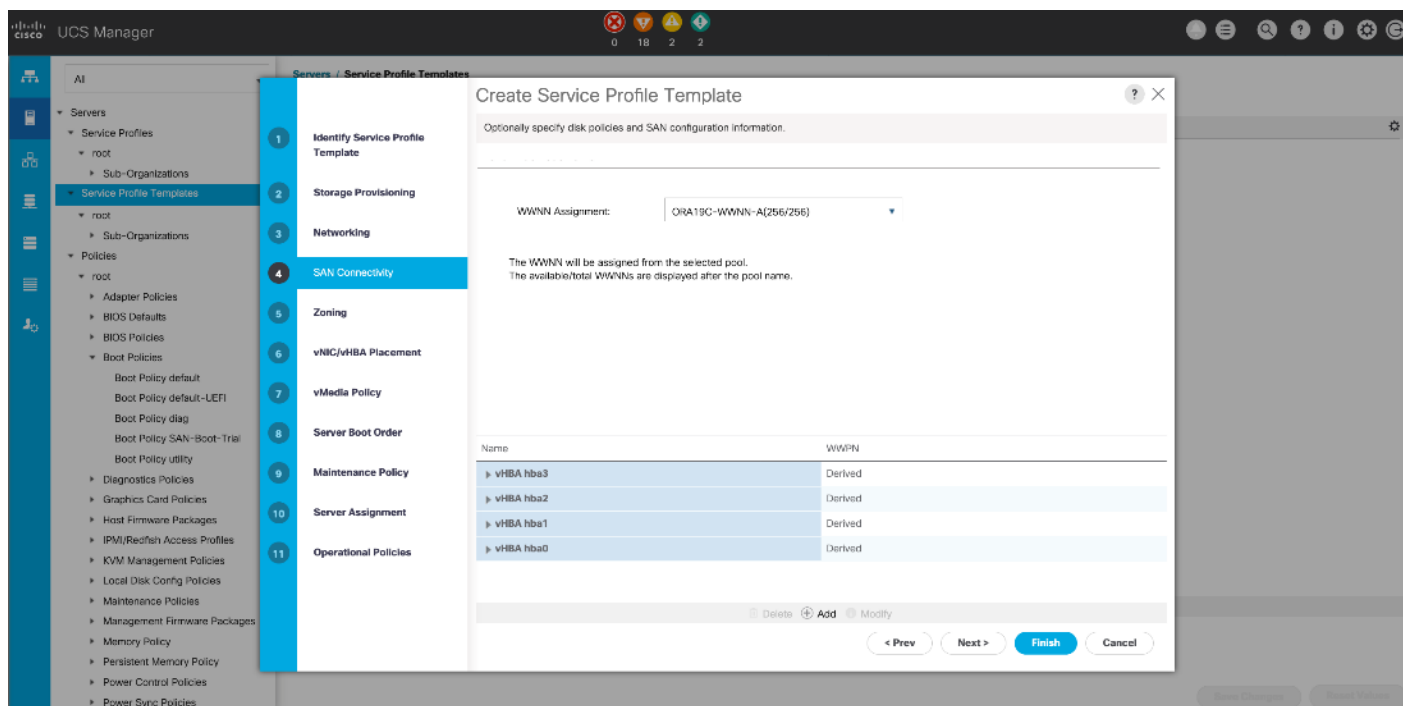 cisco UCS Manager
0 18 2 2
All
Servers / Service Profile Templates
Servers
Service Profiles
root
Sub-Organizations
Service Profile Templates
root
Sub-Organizations
Policies
root
Adapter Policies
BIOS Defaults
BIOS Policies
Boot Policies
Boot Policy default
Boot Policy default-UEFI
Boot Policy diag
Boot Policy SAN-Boot-Trial
Boot Policy utility
Diagnostics Policies
Graphics Card Policies
Host Firmware Packages
IPMI/Redfish Access Profiles
KVM Management Policies
Local Disk Config Policies
Maintenance Policies
Management Firmware Packages
Memory Policy
Persistent Memory Policy
Power Control Policies
Power Sync Policies
1 Identify Service Profile
Template
2 Storage Provisioning
3 Networking
4 SAN Connectivity
5 Zoning
6 vNIC/vHBA Placement
7 vMedia Policy
8 Server Boot Order
9 Maintenance Policy
10 Server Assignment
11 Operational Policies
Create Service Profile Template
? ×
Optionally specify disk policies and SAN configuration information.
WWNN Assignment: ORA19C-WWNN-A(256/256)
The WWNN will be assigned from the selected pool.
The available/total WWNNs are displayed after the pool name.
Name WWPN
vHBA hba3 Derived
vHBA hba2 Derived
vHBA hba1 Derived
vHBA hba0 Derived
Delete Add Modify
< Prev Next > Finish Cancel
Save Changes Reset Values